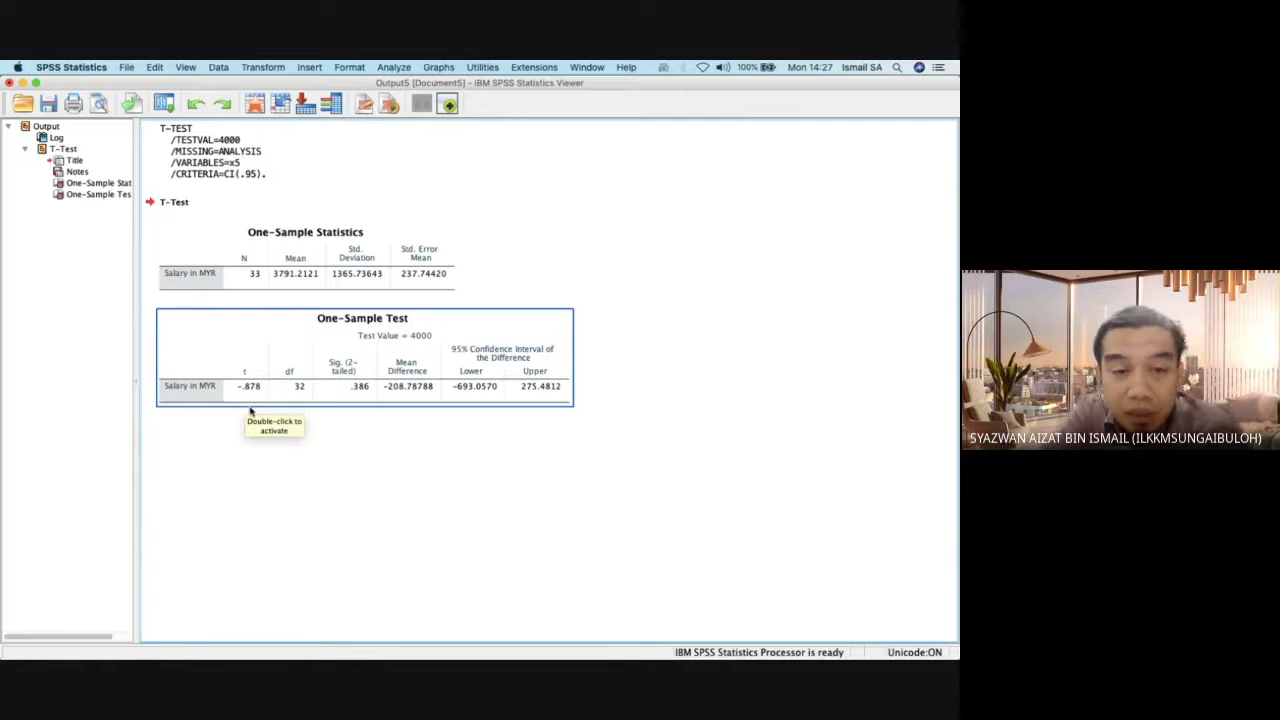 SPSS Statistics File Edit View Data Transform Insert Format Analyze Graphs Utilities Extensions Window Help 100% Mon 14:27 Ismail SA
Output5 [Document5] - IBM SPSS Statistics Viewer
Output
Log
T-Test
Title
Notes
One-Sample Stat
One-Sample Tes
T-TEST
/TESTVAL=4000
/MISSING=ANALYSIS
/VARIABLES=x5
/CRITERIA=CI(.95).
T-Test
One-Sample Statistics
N Mean Std. Deviation Std. Error Mean
Salary in MYR 33 3791.2121 1365.73643 237.74420
One-Sample Test
Test Value = 4000
95% Confidence Interval of the Difference
t df Sig. (2-tailed) Mean Difference Lower Upper
Salary in MYR -.878 32 .386 -208.78788 -693.0570 275.4812
Double-click to
activate
IBM SPSS Statistics Processor is ready Unicode:ON
SYAZWAN AIZAT BIN ISMAIL (ILKKMSUNGAIBULOH)